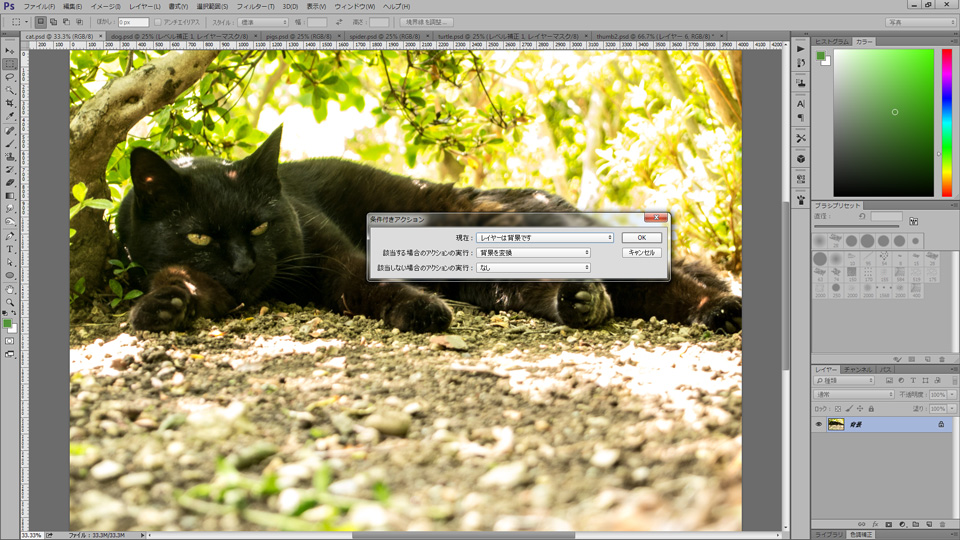 Ps ファイル(F) 編集(E) イメージ(I) レイヤー(L) 書式(Y) 選択範囲(S) フィルター(T) 3D(D) 表示(V) ウィンドウ(W) ヘルプ(H)
ぼかし: 0 px アンチエイリアス スタイル: 標準 幅: 高さ: 境界線を調整... 写真
cat.psd @ 33.3% (RGB/8) dog.psd @ 25% (レベル補正 1, レイヤーマスク/8) pigs.psd @ 25% (RGB/8) spider.psd @ 25% (RGB/8) turtle.psd @ 25% (レベル補正 1, レイヤーマスク/8) thumb2.psd @ 66.7% (レイヤー 6, RGB/8) *
ヒストグラム カラー
条件付きアクション
現在: レイヤーは背景です OK
該当する場合のアクションの実行: 背景を変換 キャンセル
該当しない場合のアクションの実行: なし
ブラシプリセット
直径:
レイヤー チャンネル パス
種類
通常 不透明度: 100%
ロック: 塗り: 100%
背景
33.33% ファイル: 33.3M/33.3M
ライブラリ 色調補正